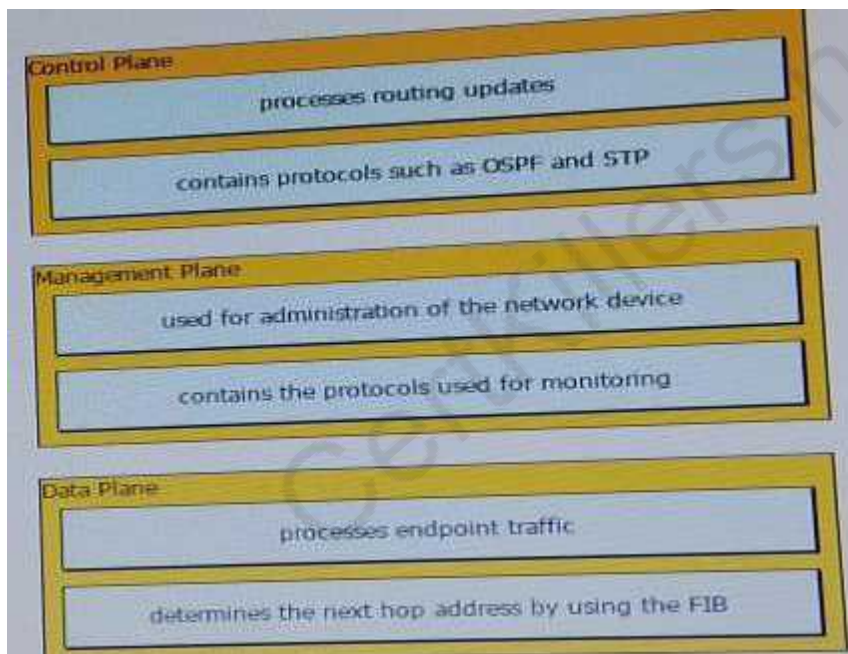 Control Plane
processes routing updates
contains protocols such as OSPF and STP
Management Plane
used for administration of the network device
contains the protocols used for monitoring
Data Plane
processes endpoint traffic
determines the next hop address by using the FIB